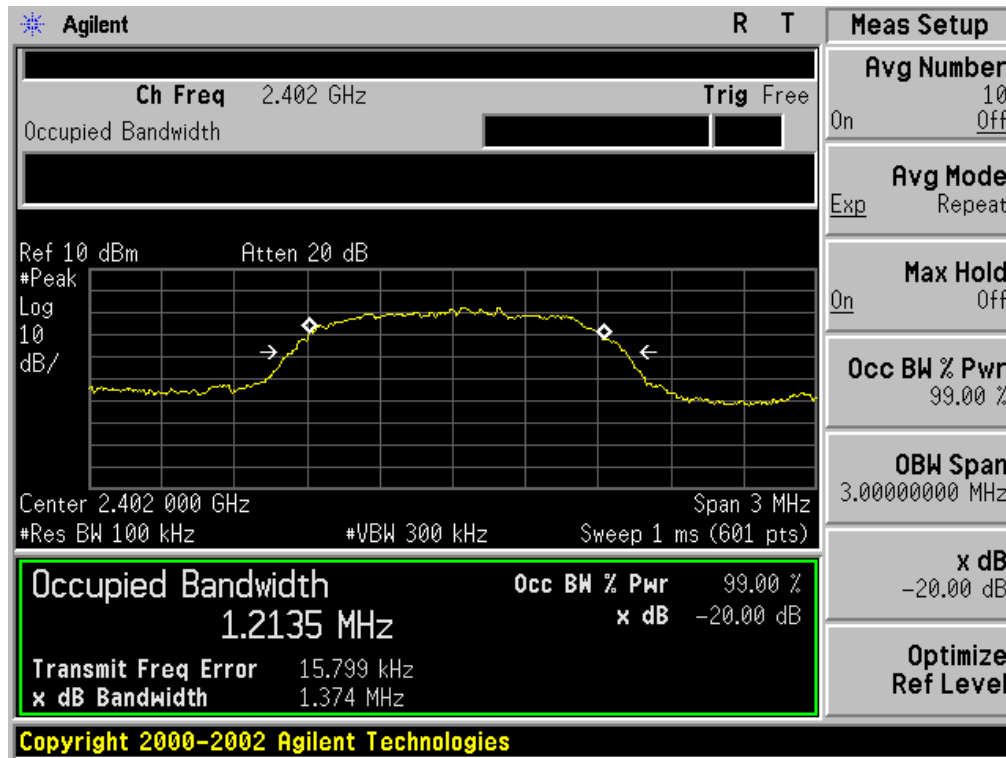 Agilent R T
Ch Freq 2.402 GHz Trig Free
Occupied Bandwidth
Ref 10 dBm Atten 20 dB
#Peak
Log
10
dB/
Center 2.402 000 GHz Span 3 MHz
#Res BW 100 kHz #VBW 300 kHz Sweep 1 ms (601 pts)
Occupied Bandwidth Occ BW % Pwr 99.00 %
1.2135 MHz x dB -20.00 dB
Transmit Freq Error 15.799 kHz
x dB Bandwidth 1.374 MHz
Copyright 2000-2002 Agilent Technologies
Meas Setup
Avg Number
10
On Off
Avg Mode
Exp Repeat
Max Hold
On Off
Occ BW % Pwr
99.00 %
OBW Span
3.00000000 MHz
x dB
-20.00 dB
Optimize
Ref Level